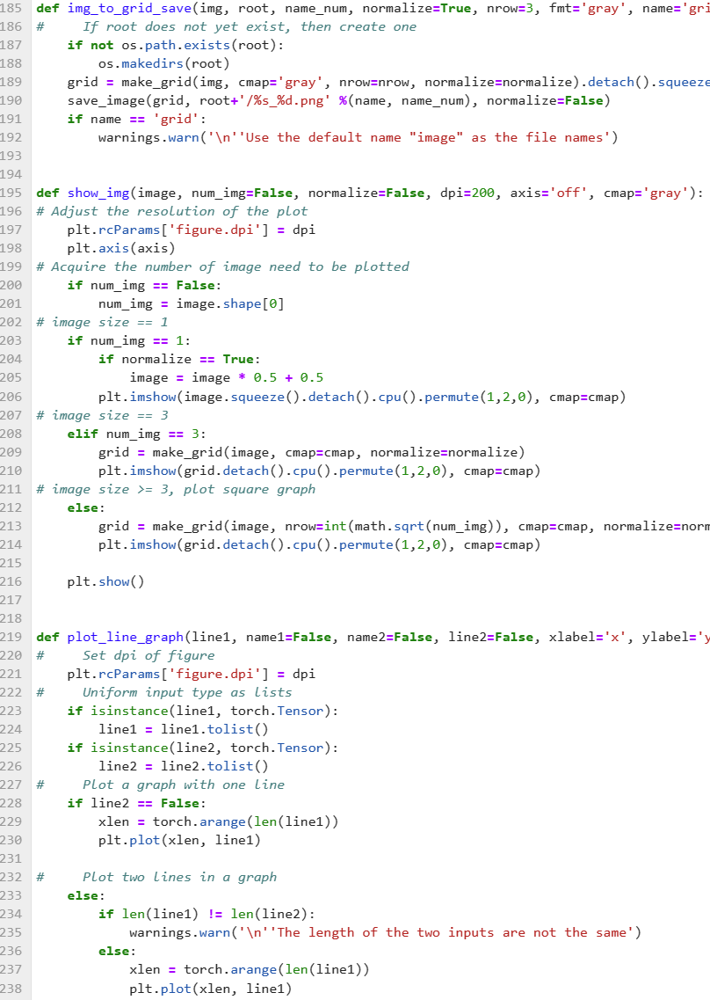 185 def img_to_grid_save(img, root, name_num, normalize=True, nrow=3, fmt='gray', name='gri
186 #     If root does not yet exist, then create one
187     if not os.path.exists(root):
188         os.makedirs(root)
189     grid = make_grid(img, cmap='gray', nrow=nrow, normalize=normalize).detach().squeeze
190     save_image(grid, root+'/%s_%d.png' %(name, name_num), normalize=False)
191     if name == 'grid':
192         warnings.warn('\n''Use the default name "image" as the file names')
193
194
195 def show_img(image, num_img=False, normalize=False, dpi=200, axis='off', cmap='gray'):
196 # Adjust the resolution of the plot
197     plt.rcParams['figure.dpi'] = dpi
198     plt.axis(axis)
199 # Acquire the number of image need to be plotted
200     if num_img == False:
201         num_img = image.shape[0]
202 # image size == 1
203     if num_img == 1:
204         if normalize == True:
205             image = image * 0.5 + 0.5
206         plt.imshow(image.squeeze().detach().cpu().permute(1,2,0), cmap=cmap)
207 # image size == 3
208     elif num_img == 3:
209         grid = make_grid(image, cmap=cmap, normalize=normalize)
210         plt.imshow(grid.detach().cpu().permute(1,2,0), cmap=cmap)
211 # image size >= 3, plot square graph
212     else:
213         grid = make_grid(image, nrow=int(math.sqrt(num_img)), cmap=cmap, normalize=norm
214         plt.imshow(grid.detach().cpu().permute(1,2,0), cmap=cmap)
215
216     plt.show()
217
218
219 def plot_line_graph(line1, name1=False, name2=False, line2=False, xlabel='x', ylabel='y
220 #     Set dpi of figure
221     plt.rcParams['figure.dpi'] = dpi
222 #     Uniform input type as lists
223     if isinstance(line1, torch.Tensor):
224         line1 = line1.tolist()
225     if isinstance(line2, torch.Tensor):
226         line2 = line2.tolist()
227 #     Plot a graph with one line
228     if line2 == False:
229         xlen = torch.arange(len(line1))
230         plt.plot(xlen, line1)
231
232 #     Plot two lines in a graph
233     else:
234         if len(line1) != len(line2):
235             warnings.warn('\n''The length of the two inputs are not the same')
236         else:
237             xlen = torch.arange(len(line1))
238             plt.plot(xlen, line1)